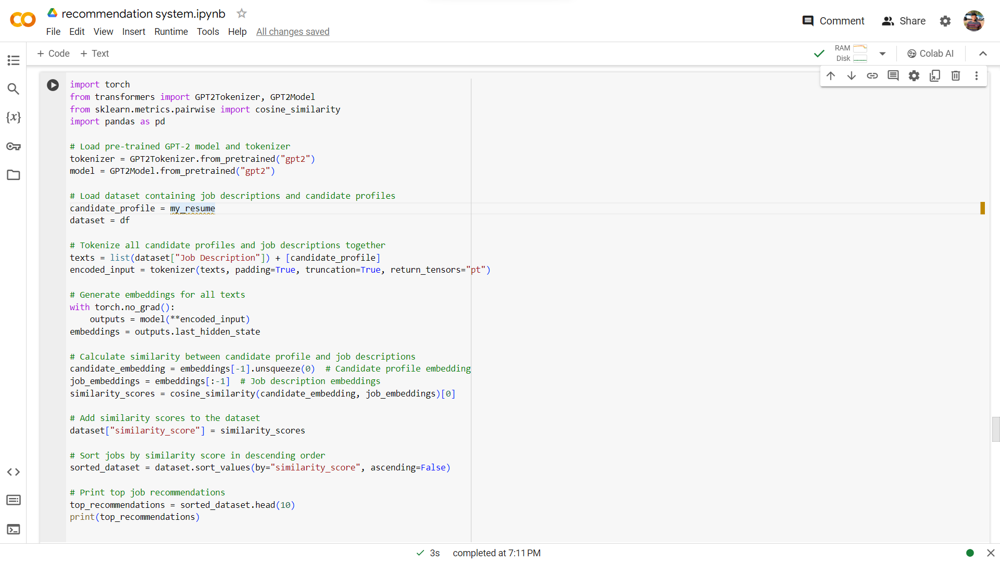 recommendation system.ipynb
File Edit View Insert Runtime Tools Help All changes saved
Comment Share
+ Code + Text
RAM
Disk
Colab AI
{x}
import torch
from transformers import GPT2Tokenizer, GPT2Model
from sklearn.metrics.pairwise import cosine_similarity
import pandas as pd
# Load pre-trained GPT-2 model and tokenizer
tokenizer = GPT2Tokenizer.from_pretrained("gpt2")
model = GPT2Model.from_pretrained("gpt2")
# Load dataset containing job descriptions and candidate profiles
candidate_profile = my_resume
dataset = df
# Tokenize all candidate profiles and job descriptions together
texts = list(dataset["Job Description"]) + [candidate_profile]
encoded_input = tokenizer(texts, padding=True, truncation=True, return_tensors="pt")
# Generate embeddings for all texts
with torch.no_grad():
    outputs = model(**encoded_input)
embeddings = outputs.last_hidden_state
# Calculate similarity between candidate profile and job descriptions
candidate_embedding = embeddings[-1].unsqueeze(0)  # Candidate profile embedding
job_embeddings = embeddings[:-1]  # Job description embeddings
similarity_scores = cosine_similarity(candidate_embedding, job_embeddings)[0]
# Add similarity scores to the dataset
dataset["similarity_score"] = similarity_scores
# Sort jobs by similarity score in descending order
sorted_dataset = dataset.sort_values(by="similarity_score", ascending=False)
# Print top job recommendations
top_recommendations = sorted_dataset.head(10)
print(top_recommendations)
3s completed at 7:11 PM